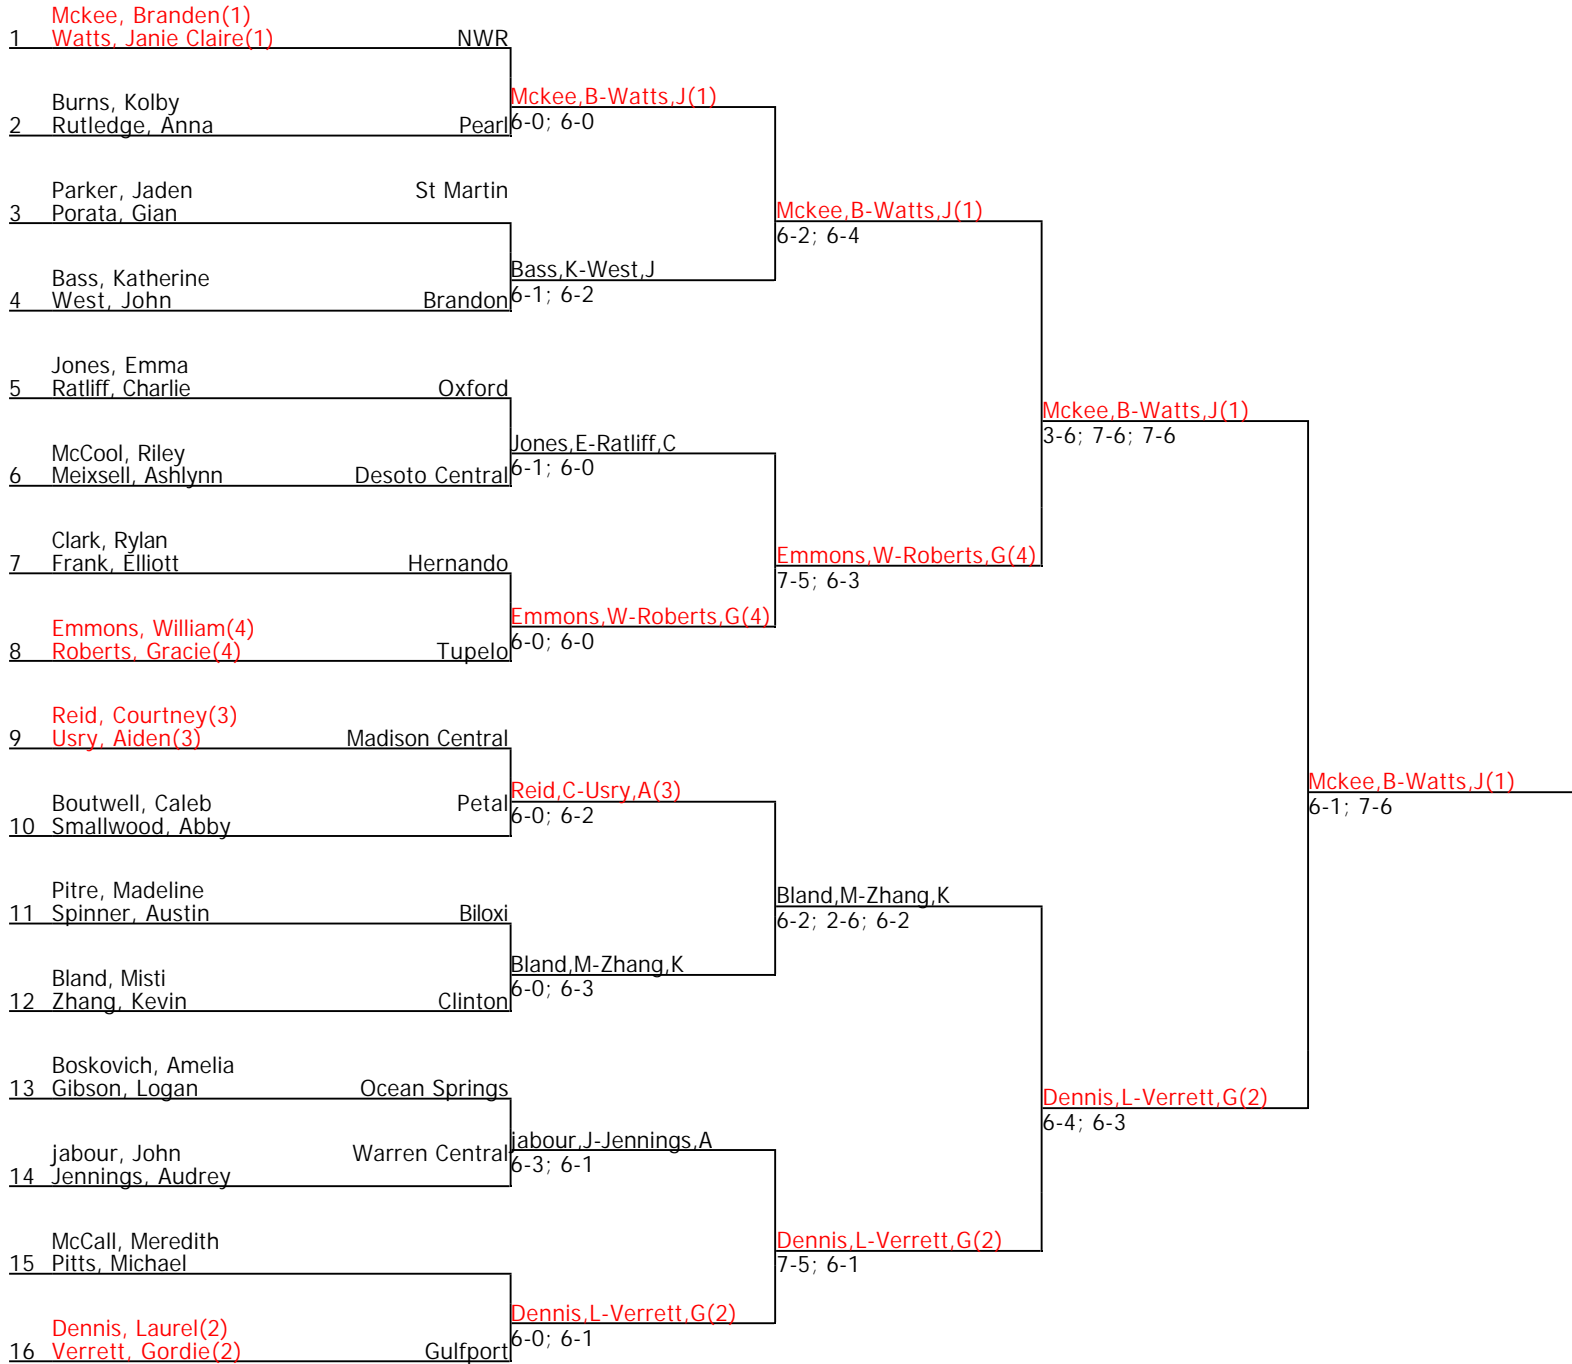 Mckee, Branden(1)
1 Watts, Janie Claire(1) NWR
Mckee,B-Watts,J(1)
6-0; 6-0
Burns, Kolby
2 Rutledge, Anna Pearl
Parker, Jaden St Martin
3 Porata, Gian
Mckee,B-Watts,J(1)
6-2; 6-4
Bass,K-West,J
6-1; 6-2
Bass, Katherine
4 West, John Brandon
Jones, Emma
5 Ratliff, Charlie Oxford
Mckee,B-Watts,J(1)
3-6; 7-6; 7-6
Jones,E-Ratliff,C
6-1; 6-0
McCool, Riley
6 Meixsell, Ashlynn Desoto Central
Clark, Rylan
7 Frank, Elliott Hernando
Emmons,W-Roberts,G(4)
7-5; 6-3
Emmons,W-Roberts,G(4)
6-0; 6-0
Emmons, William(4)
8 Roberts, Gracie(4) Tupelo
Reid, Courtney(3)
9 Usry, Aiden(3) Madison Central
Mckee,B-Watts,J(1)
6-1; 7-6
Reid,C-Usry,A(3)
6-0; 6-2
Boutwell, Caleb Petal
10 Smallwood, Abby
Pitre, Madeline
11 Spinner, Austin Biloxi
Bland,M-Zhang,K
6-2; 2-6; 6-2
Bland,M-Zhang,K
6-0; 6-3
Bland, Misti
12 Zhang, Kevin Clinton
Boskovich, Amelia
13 Gibson, Logan Ocean Springs
Dennis,L-Verrett,G(2)
6-4; 6-3
jabour,J-Jennings,A
6-3; 6-1
jabour, John Warren Central
14 Jennings, Audrey
McCall, Meredith
15 Pitts, Michael
Dennis,L-Verrett,G(2)
7-5; 6-1
Dennis,L-Verrett,G(2)
6-0; 6-1
Dennis, Laurel(2)
16 Verrett, Gordie(2) Gulfport